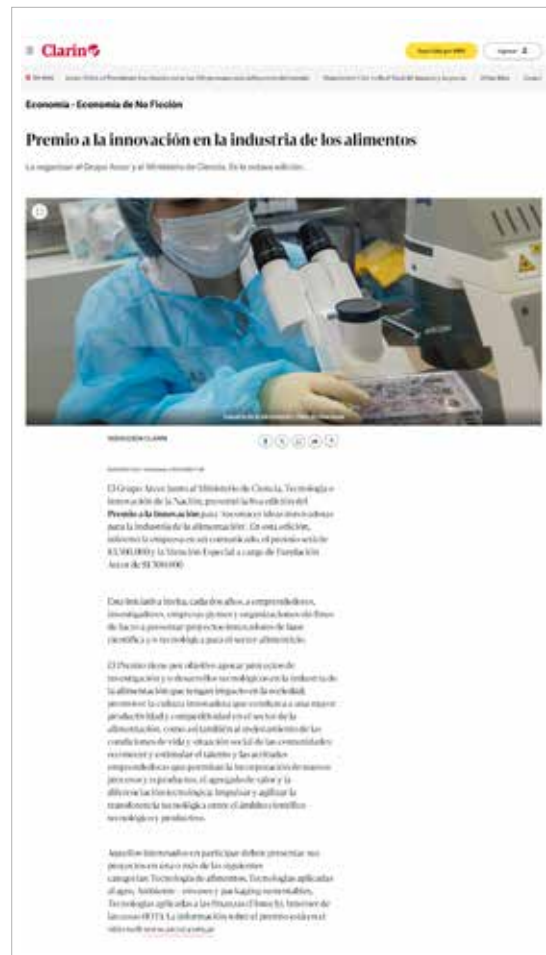 Clarín
Economía - Economía de No Ficción
Premio a la innovación en la industria de los alimentos
Lo organizan el Grupo Arcor y el Ministerio de Ciencia. Es la octava edición.
REDACCIÓN CLARÍN
El Grupo Arcor junto al Ministerio de Ciencia, Tecnología e
Innovación de la Nación, presentó la 8va edición del
Premio a la Innovación para "reconocer ideas innovadoras
para la industria de la alimentación". En esta edición,
informó la empresa en un comunicado, el premio será de
y la Mención Especial a cargo de Fundación
Arcor de
Esta iniciativa invita, cada dos años, a emprendedores,
investigadores, empresas pymes y organizaciones sin fines
de lucro a presentar proyectos innovadores de base
científica y/o tecnológica para el sector alimenticio.
El Premio tiene por objetivo apoyar proyectos de
investigación y/o desarrollos tecnológicos en la industria de
la alimentación que tengan impacto en la sociedad;
promover la cultura innovadora que conduzca a una mayor
productividad y competitividad en el sector de la
alimentación, como así también al mejoramiento de las
condiciones de vida y situación social de las comunidades;
reconocer y estimular el talento y las actitudes
emprendedoras que permitan la incorporación de nuevos
procesos y/o productos, el agregado de valor y la
diferenciación tecnológica; impulsar y agilizar la
transferencia tecnológica entre el ámbito científico
tecnológico y productivo.
Aquellos interesados en participar deben presentar sus
proyectos en una o más de las siguientes
categorías: Tecnología de alimentos, Tecnologías aplicadas
al agro, Ambiente - envases y packaging sustentables,
Tecnologías aplicadas a las finanzas (Fintech), Internet de
las cosas (IOT). La información sobre el premio está en el
sitio web www.arcor.com.ar